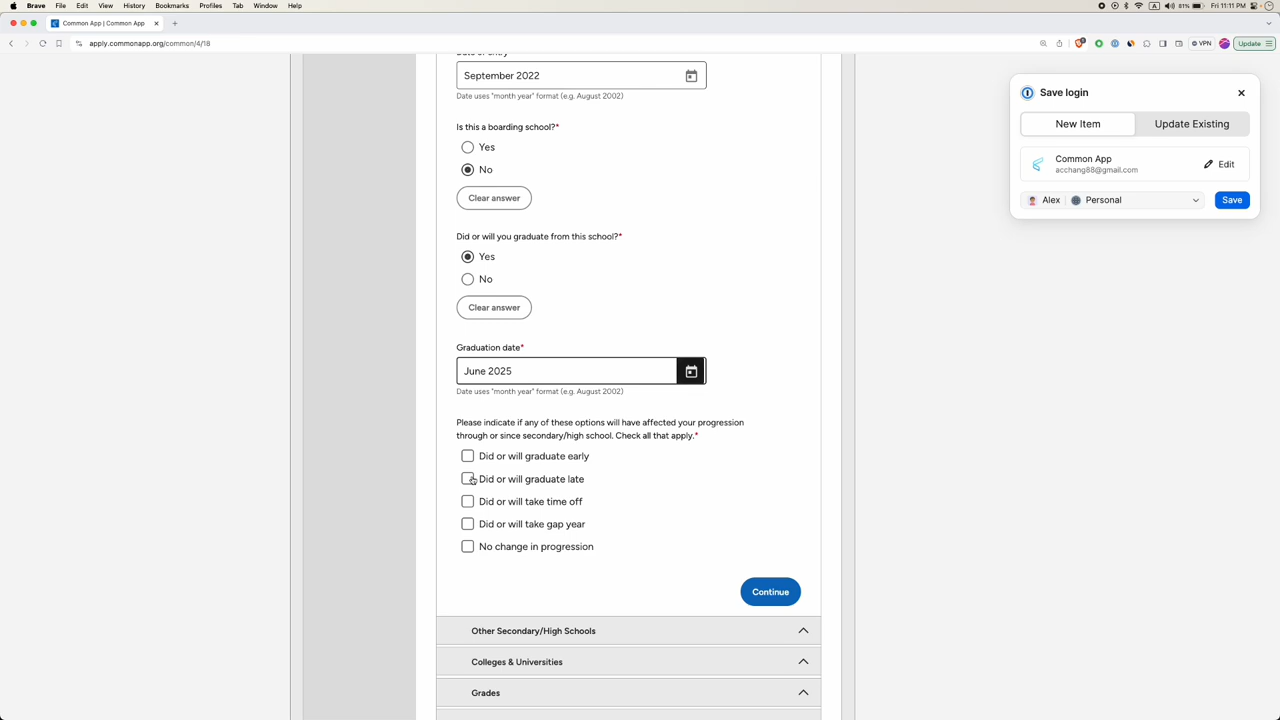 Brave File Edit View History Bookmarks Profiles Tab Window Help
A 81% Fri 11:11 PM
Common App | Common App
apply.commonapp.org/common/4/18
VPN
Update
September 2022
Date uses "month year" format (e.g. August 2002)
Is this a boarding school?*
Yes
No
Clear answer
Did or will you graduate from this school?*
Yes
No
Clear answer
Graduation date*
June 2025
Date uses "month year" format (e.g. August 2002)
Please indicate if any of these options will have affected your progression
through or since secondary/high school. Check all that apply.*
Did or will graduate early
Did or will graduate late
Did or will take time off
Did or will take gap year
No change in progression
Continue
Other Secondary/High Schools
Colleges & Universities
Grades
Save login
New Item Update Existing
Common App
acchang88@gmail.com
Edit
Alex Personal Save